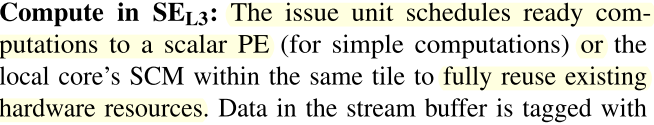 Compute in SEL3: The issue unit schedules ready com-
putations to a scalar PE (for simple computations) or the
local core's SCM within the same tile to fully reuse existing
hardware resources. Data in the stream buffer is tagged with